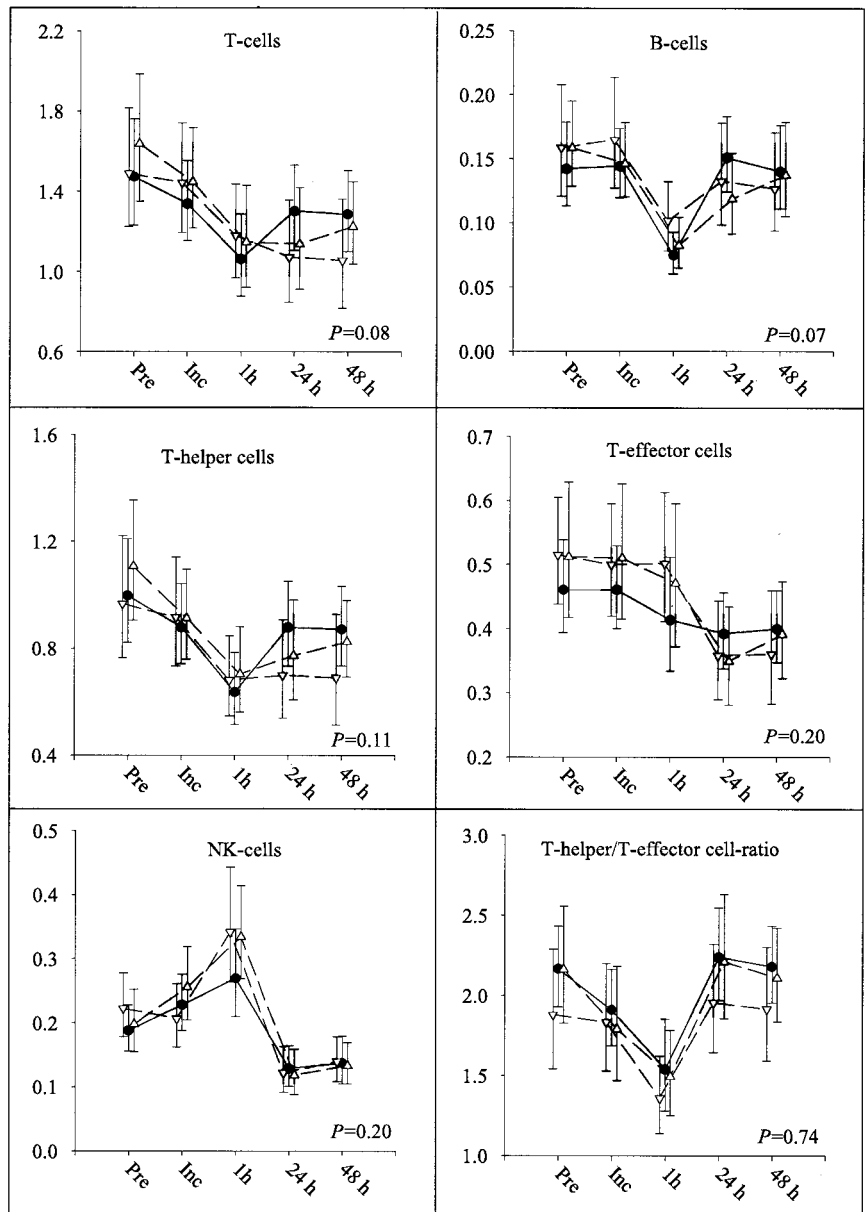 T-cells
2.2
1.8
1.4
1.0
0.6
P=0.08
Pre Inc 1h 24 h 48 h
B-cells
0.25
0.20
0.15
0.10
0.05
0.00
P=0.07
Pre Inc 1h 24 h 48 h
T-helper cells
1.6
1.2
0.8
0.4
P=0.11
Pre Inc 1h 24 h 48 h
T-effector cells
0.7
0.6
0.5
0.4
0.3
0.2
P=0.20
Pre Inc 1h 24 h 48 h
NK-cells
0.5
0.4
0.3
0.2
0.1
0.0
P=0.20
Pre Inc 1h 24 h 48 h
T-helper/T-effector cell-ratio
3.0
2.5
2.0
1.5
1.0
P=0.74
Pre Inc 1h 24 h 48 h